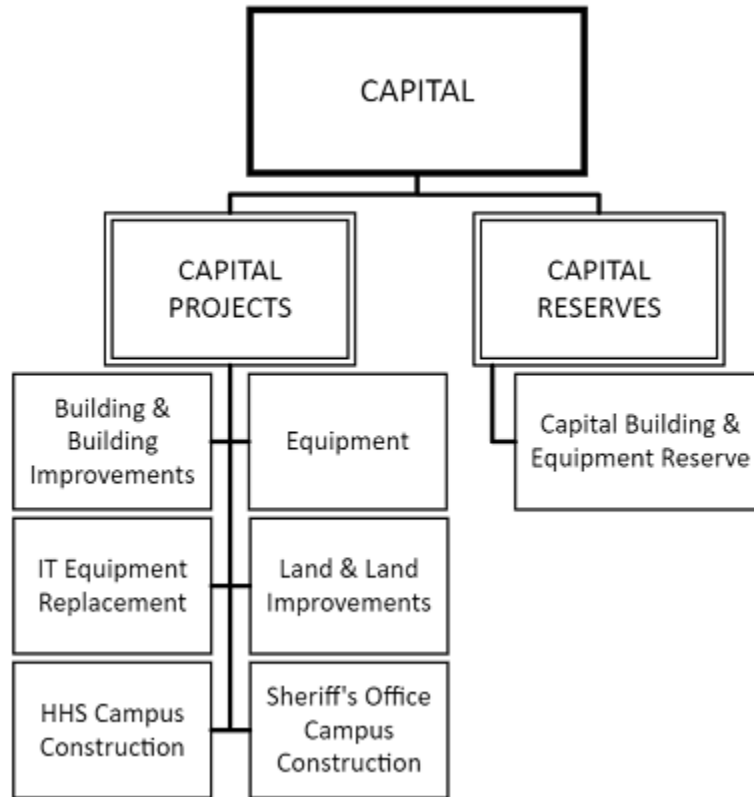 CAPITAL
CAPITAL
PROJECTS
CAPITAL
RESERVES
Building &
Building
Improvements
Equipment
Capital Building &
Equipment Reserve
IT Equipment
Replacement
Land & Land
Improvements
HHS Campus
Construction
Sheriff's Office
Campus
Construction